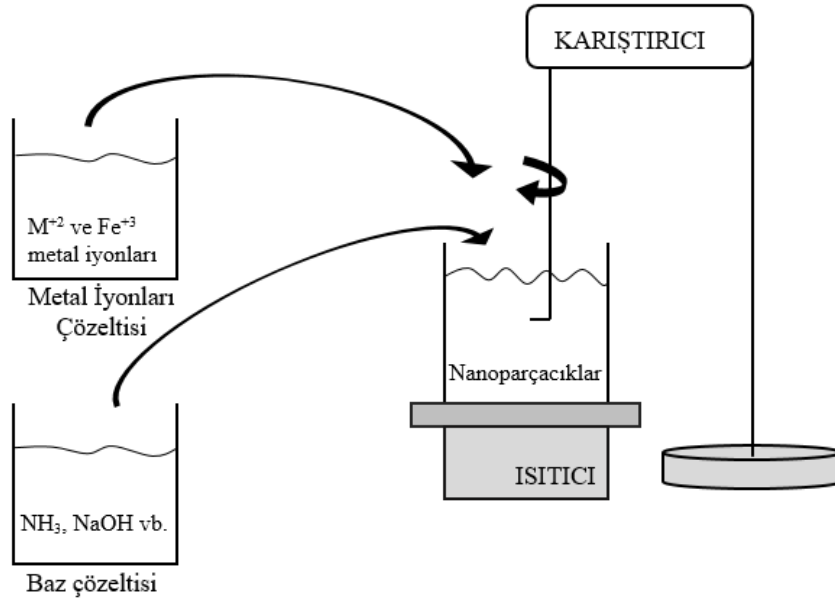 KARIŞTIRICI
M⁺² ve Fe⁺³
metal iyonları
Metal İyonları
Çözeltisi
Nanoparçacıklar
ISITICI
NH₃, NaOH vb.
Baz çözeltisi